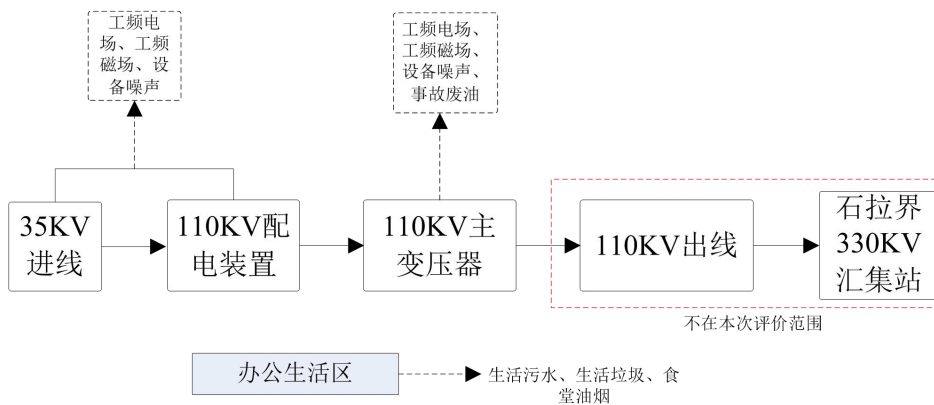 工频电
场、工频
磁场、设
备噪声
工频电场、
工频磁场、
设备噪声、
事故废油
35KV
进线
110KV配
电装置
110KV主
变压器
110KV出线
石拉界
330KV
汇集站
不在本次评价范围
办公生活区
生活污水、生活垃圾、食
堂油烟